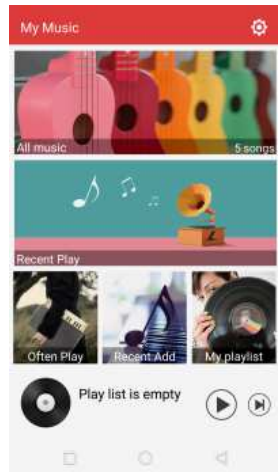 My Music
All music
5 songs
Recent Play
Often Play
Recent Add
My playlist
Play list is empty